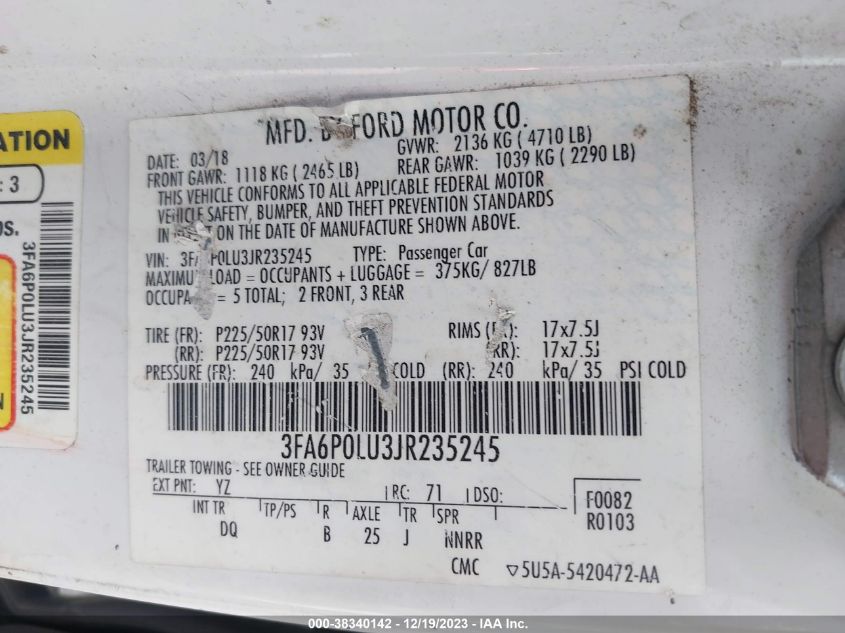 MFD. BY FORD MOTOR CO.
DATE: 03/18
GVWR: 2136 KG ( 4710 LB)
FRONT GAWR: 1118 KG ( 2465 LB)
REAR GAWR: 1039 KG ( 2290 LB)
THIS VEHICLE CONFORMS TO ALL APPLICABLE FEDERAL MOTOR
VEHICLE SAFETY, BUMPER, AND THEFT PREVENTION STANDARDS
IN ON THE DATE OF MANUFACTURE SHOWN ABOVE.
VIN: 3FA6P0LU3JR235245 TYPE: Passenger Car
MAXIMUM LOAD = OCCUPANTS + LUGGAGE = 375KG/ 827LB
= 5 TOTAL; 2 FRONT, 3 REAR
TIRE (FR): P225/50R17 93V RIMS (FR): 17x7.5J
(RR): P225/50R17 93V (RR): 17x7.5J
PRESSURE (FR): 240 kPa/ 35 COLD (RR): 240 kPa/ 35 PSI COLD
3FA6P0LU3JR235245
TRAILER TOWING - SEE OWNER GUIDE
EXT PNT: YZ RC: 71 DSO:
INT TR TP/PS R AXLE TR SPR
DQ B 25 J NNRR
F0082
R0103
CMC ▽5U5A-5420472-AA
ATION
: 3
3FA6P0LU3JR235245
000-38340142 - 12/19/2023 - IAA Inc.